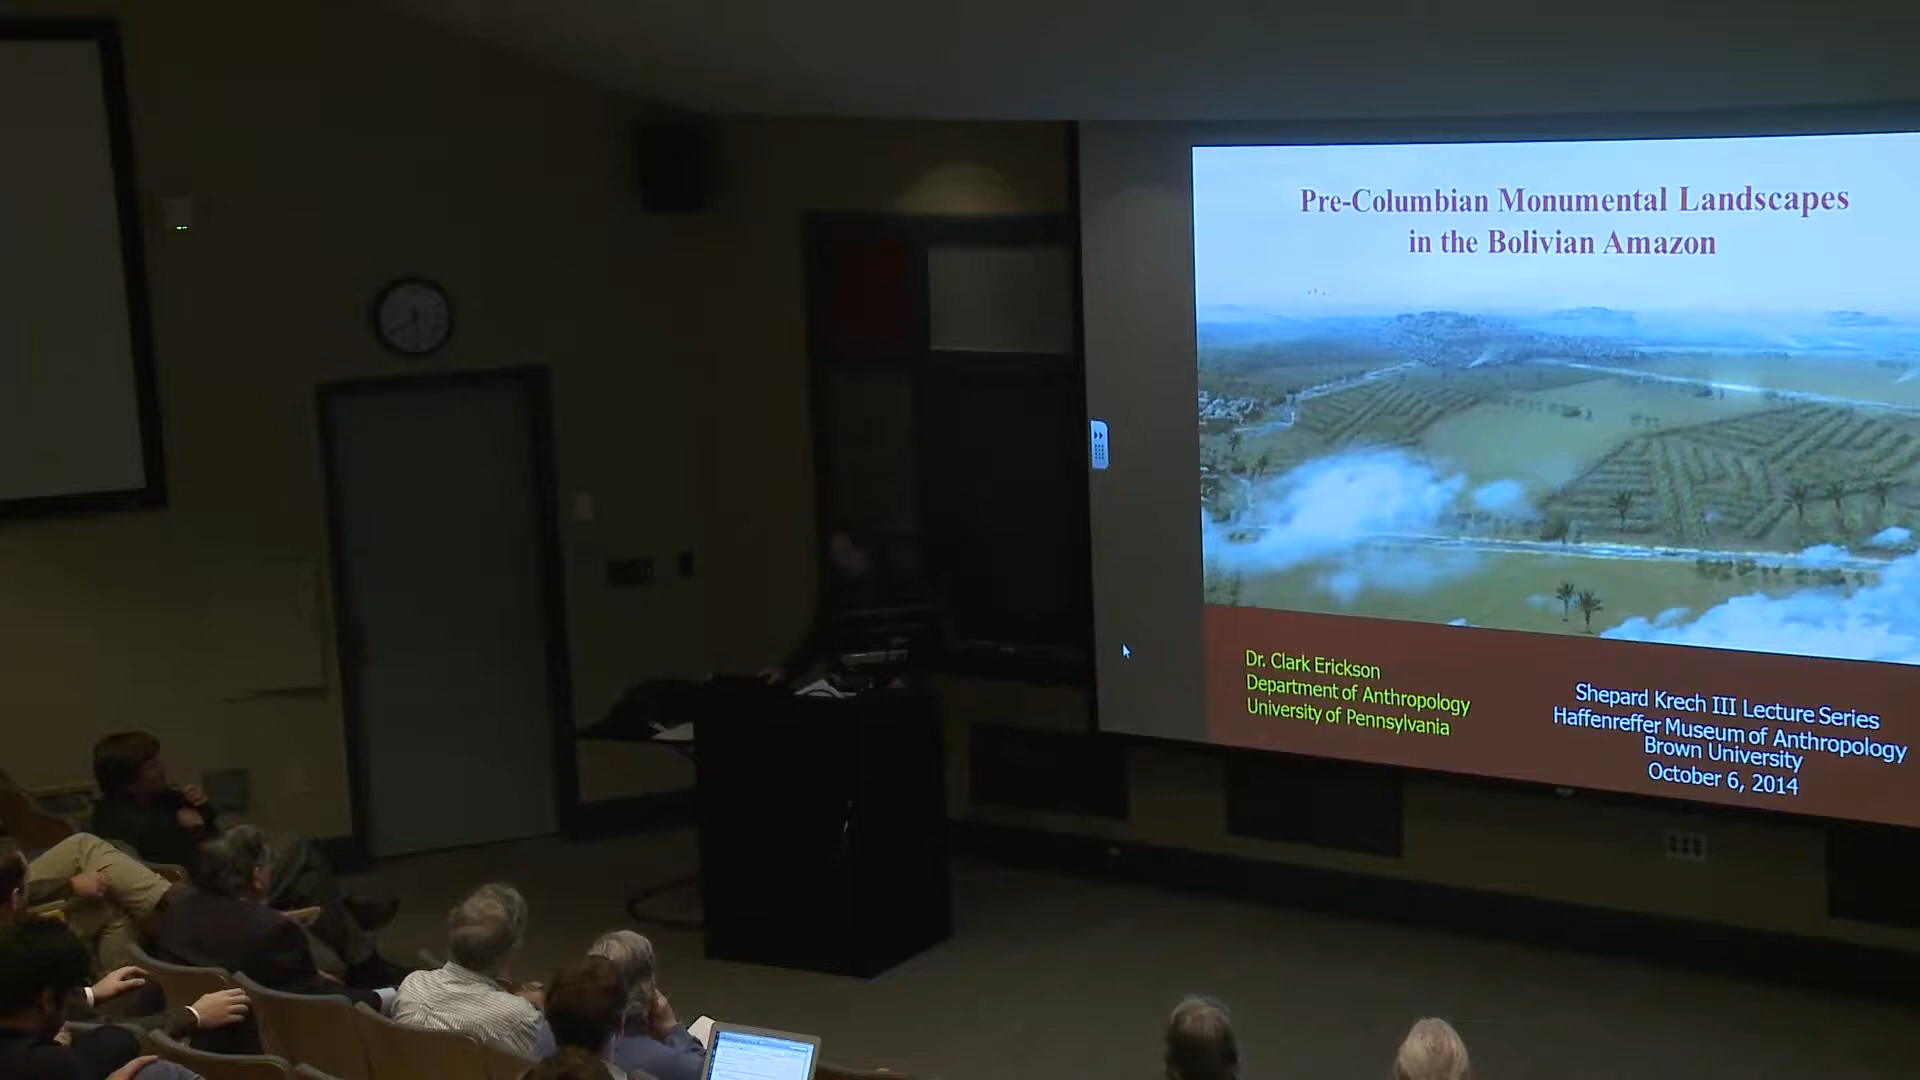 Pre-Columbian Monumental Landscapes
in the Bolivian Amazon
Dr. Clark Erickson
Department of Anthropology
University of Pennsylvania
Shepard Krech III Lecture Series
Haffenreffer Museum of Anthropology
Brown University
October 6, 2014